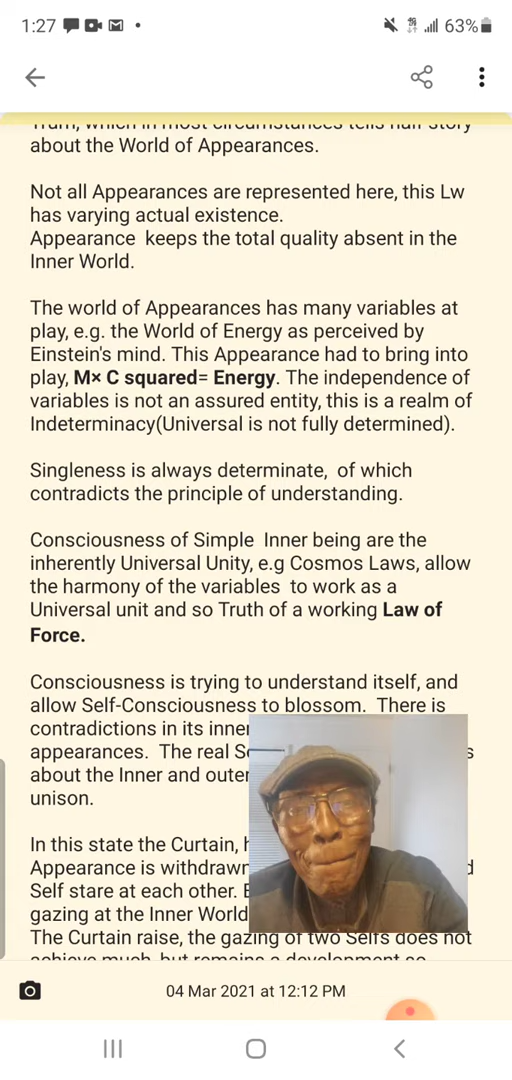 1:27
63%
about the World of Appearances.
Not all Appearances are represented here, this Lw
has varying actual existence.
Appearance keeps the total quality absent in the
Inner World.
The world of Appearances has many variables at
play, e.g. the World of Energy as perceived by
Einstein's mind. This Appearance had to bring into
play, M× C squared= Energy. The independence of
variables is not an assured entity, this is a realm of
Indeterminacy(Universal is not fully determined).
Singleness is always determinate, of which
contradicts the principle of understanding.
Consciousness of Simple Inner being are the
inherently Universal Unity, e.g Cosmos Laws, allow
the harmony of the variables to work as a
Universal unit and so Truth of a working Law of
Force.
Consciousness is trying to understand itself, and
allow Self-Consciousness to blossom. There is
contradictions in its
appearances. The real
about the Inner and
unison.
In this state the Curtain,
Appearance is
Self stare at each other.
gazing at the Inner World
The Curtain raise, the gazing of two Selfs does not
04 Mar 2021 at 12:12 PM